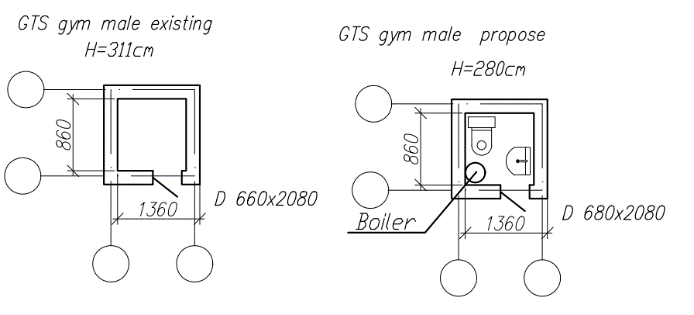 GTS gym male existing
H=311cm
860
1360
D 660x2080
GTS gym male propose
H=280cm
860
Boiler
1360
D 680x2080